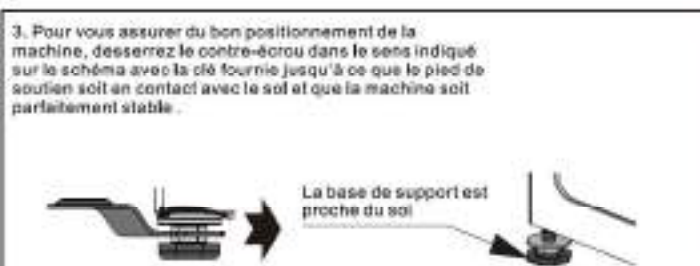 3. Pour vous assurer du bon positionnement de la
machine, desserrez le contre-écrou dans le sens indiqué
sur le schéma avec la clé fournie jusqu'à ce que le pied de
soutien soit en contact avec le sol et que la machine soit
parfaitement stable .
La base de support est
proche du sol